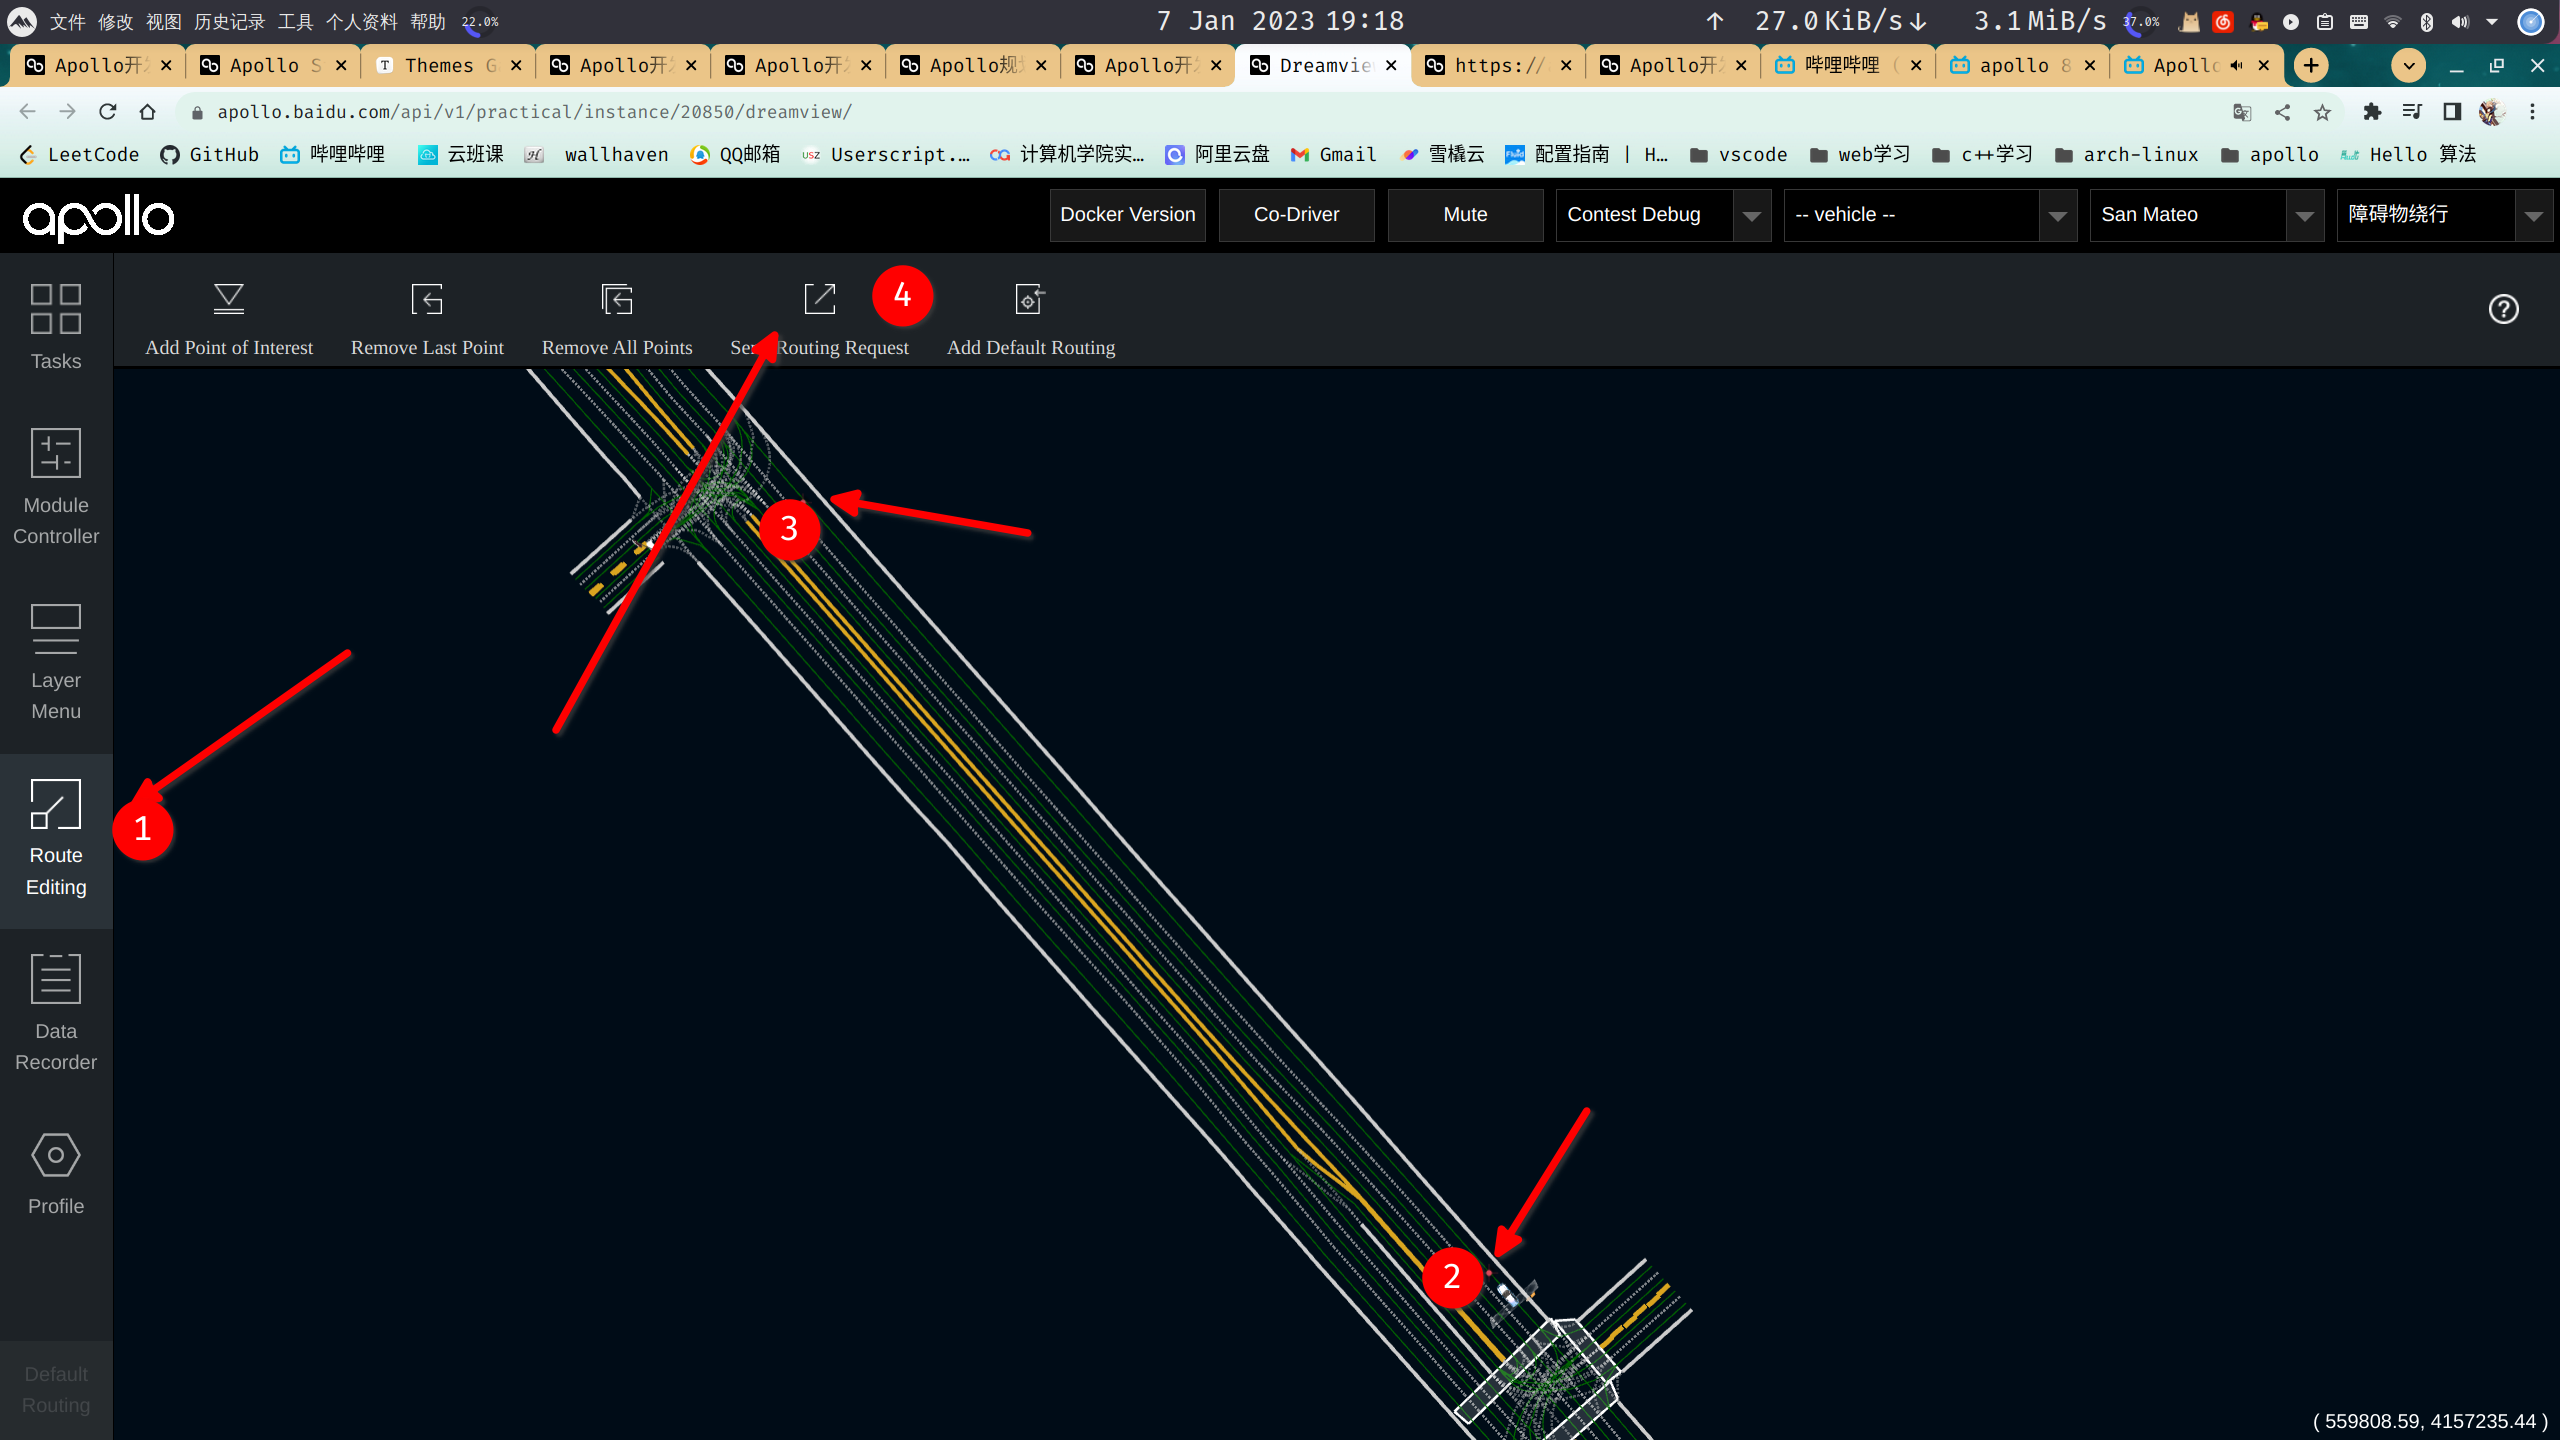 文件 修改 视图 历史记录 工具 个人资料 帮助 22.0% 7 Jan 2023 19:18 ↑ 27.0 KiB/s ↓ 3.1 MiB/s 37.0%
Apollo开 Apollo S Themes G Apollo开 Apollo开 Apollo规 Apollo开 Dreamvie https:// Apollo开 哔哩哔哩 ( apollo 8 Apollo
apollo.baidu.com/api/v1/practical/instance/20850/dreamview/
LeetCode GitHub 哔哩哔哩 云班课 wallhaven QQ邮箱 Userscript.… 计算机学院实… 阿里云盘 Gmail 雪橇云 配置指南 | H… vscode web学习 c++学习 arch-linux apollo Hello 算法
apollo Docker Version Co-Driver Mute Contest Debug -- vehicle -- San Mateo 障碍物绕行
4
Add Point of Interest Remove Last Point Remove All Points Routing Request Add Default Routing
Tasks
Module
Controller
3
Layer
Menu
1
Route
Editing
Data
Recorder
Profile
2
Default
Routing
( 559808.59, 4157235.44 )